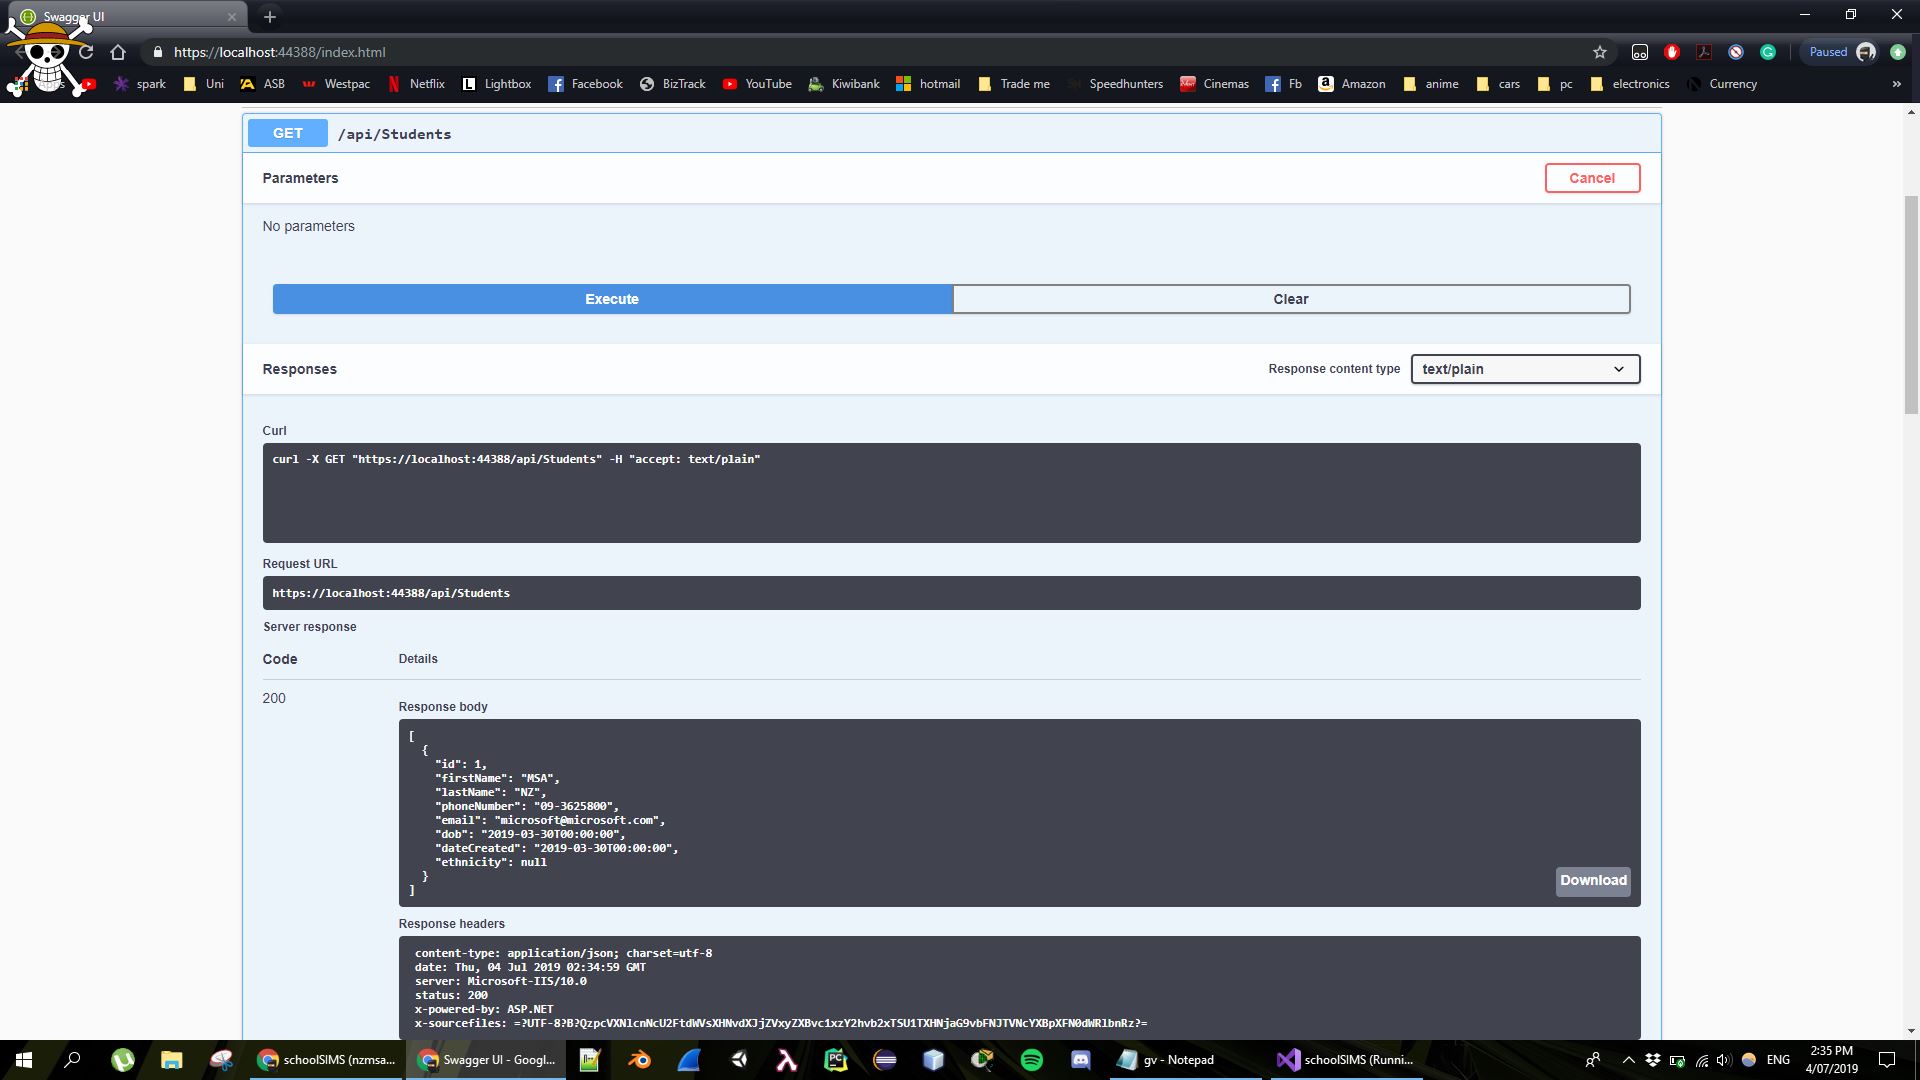 Swagger UI
https://localhost:44388/index.html
Paused
Apps
spark
Uni
ASB
Westpac
Netflix
Lightbox
Facebook
BizTrack
YouTube
Kiwibank
hotmail
Trade me
Speedhunters
Cinemas
Fb
Amazon
anime
cars
pc
electronics
Currency
»
GET /api/Students
Parameters
Cancel
No parameters
Execute
Clear
Responses
Response content type
text/plain
Curl
curl -X GET "https://localhost:44388/api/Students" -H "accept: text/plain"
Request URL
https://localhost:44388/api/Students
Server response
Code
Details
200
Response body
[
{
"id": 1,
"firstName": "MSA",
"lastName": "NZ",
"phoneNumber": "09-3625800",
"email": "microsoft@microsoft.com",
"dob": "2019-03-30T00:00:00",
"dateCreated": "2019-03-30T00:00:00",
"ethnicity": null
}
]
Download
Response headers
content-type: application/json; charset=utf-8
date: Thu, 04 Jul 2019 02:34:59 GMT
server: Microsoft-IIS/10.0
status: 200
x-powered-by: ASP.NET
schoolSIMS (nzmsa...
Swagger UI - Googl...
gv - Notepad
schoolSIMS (Runni...
ENG
2:35 PM
4/07/2019